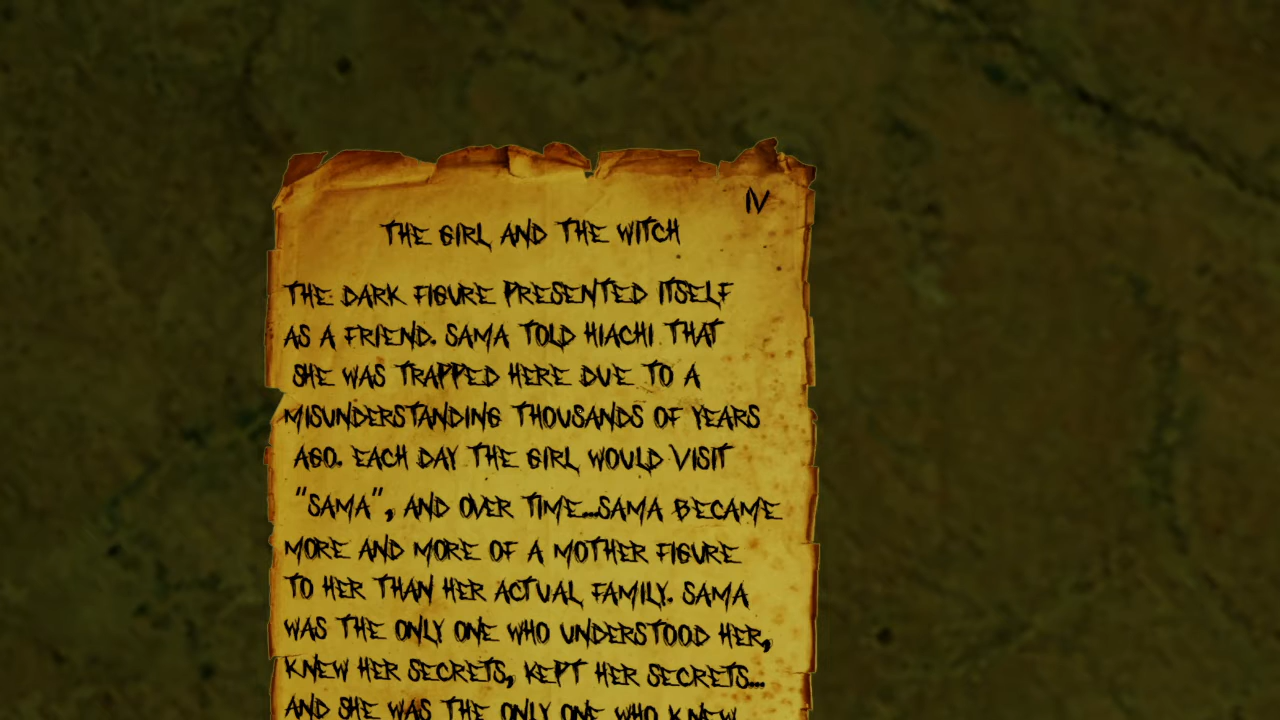 IV
THE GIRL AND THE WITCH
THE DARK FIGURE PRESENTED ITSELF
AS A FRIEND. SAMA TOLD HIACHI THAT
SHE WAS TRAPPED HERE DUE TO A
MISUNDERSTANDING THOUSANDS OF YEARS
AGO. EACH DAY THE GIRL WOULD VISIT
"SAMA", AND OVER TIME...SAMA BECAME
MORE AND MORE OF A MOTHER FIGURE
TO HER THAN HER ACTUAL FAMILY. SAMA
WAS THE ONLY ONE WHO UNDERSTOOD HER,
KNEW HER SECRETS, KEPT HER SECRETS...
AND SHE WAS THE ONLY ONE WHO KNEW